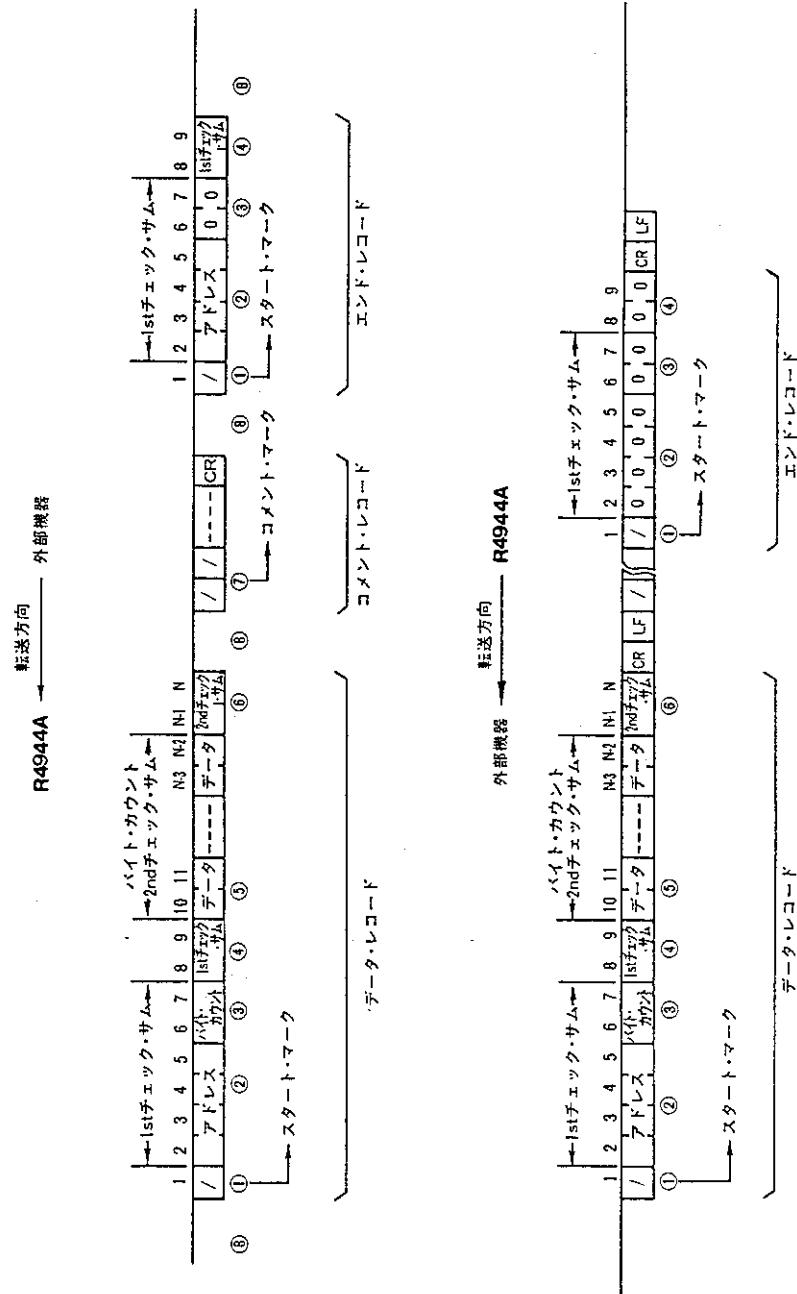 R4944A ← 外部機器
転送方向
1 2 3 4 5 6 7 8 9 10 11 N-3 N-2 N-1 N
1stチェック・サム
バイト・カウント
2ndチェック・サム
/ アドレス バイト・カウント 1stチェック・サム データ ---- データ 2ndチェック・サム
⑧ ① ② ③ ④ ⑤ ⑥ ⑧
スタート・マーク
データ・レコード
/ / ---- CR
⑦ ⑧
コメント・マーク
コメント・レコード
1 2 3 4 5 6 7 8 9
1stチェック・サム
/ アドレス 0 0 1stチェック・サム
① ② ③ ④ ⑧
スタート・マーク
エンド・レコード
外部機器 ← R4944A
転送方向
1 2 3 4 5 6 7 8 9 10 11 N-3 N-2 N-1 N
1stチェック・サム
バイト・カウント
2ndチェック・サム
/ アドレス バイト・カウント 1stチェック・サム データ ---- データ 2ndチェック・サム CR LF /
① ② ③ ④ ⑤ ⑥
スタート・マーク
データ・レコード
1 2 3 4 5 6 7 8 9
1stチェック・サム
/ 0 0 0 0 0 0 0 0 CR LF
① ② ③ ④
スタート・マーク
エンド・レコード